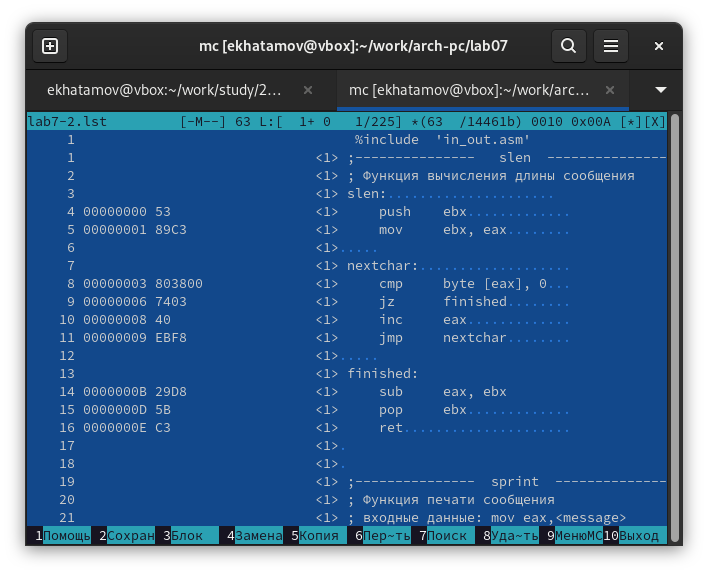 mc [ekhatamov@vbox]:~/work/arch-pc/lab07
ekhatamov@vbox:~/work/study/2... × mc [ekhatamov@vbox]:~/work/arc... ×
lab7-2.lst [-M--] 63 L:[ 1+ 0 1/225] *(63 /14461b) 0010 0x00A [*][X]
1 %include 'in_out.asm'
1 <1> ;--------------- slen ---------------
2 <1> ; Функция вычисления длины сообщения
3 <1> slen:.....................
4 00000000 53 <1> push ebx.............
5 00000001 89C3 <1> mov ebx, eax........
6 <1>.....
7 <1> nextchar:...................
8 00000003 803800 <1> cmp byte [eax], 0...
9 00000006 7403 <1> jz finished........
10 00000008 40 <1> inc eax.............
11 00000009 EBF8 <1> jmp nextchar........
12 <1>.....
13 <1> finished:
14 0000000B 29D8 <1> sub eax, ebx
15 0000000D 5B <1> pop ebx.............
16 0000000E C3 <1> ret.....................
17 <1>.
18 <1>.
19 <1> ;--------------- sprint --------------
20 <1> ; Функция печати сообщения
21 <1> ; входные данные: mov eax,<message>
1Помощь 2Сохран 3Блок 4Замена 5Копия 6Пер~ть 7Поиск 8Уда~ть 9МенюMC 10Выход